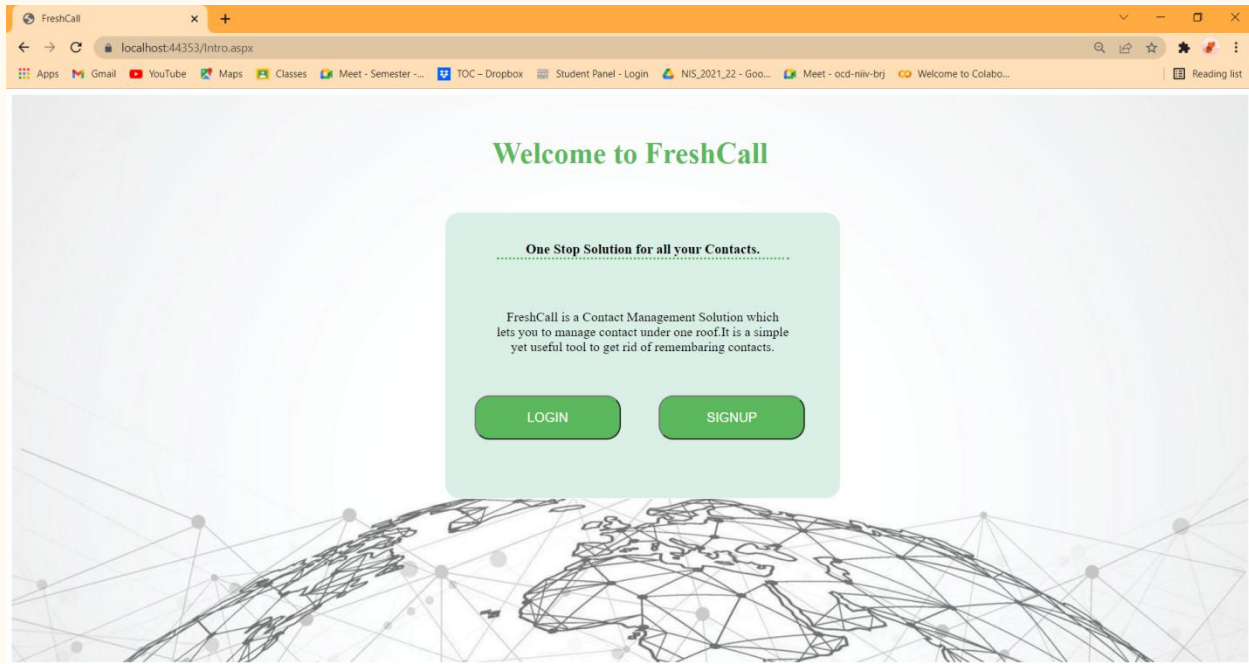 FreshCall
localhost:44353/Intro.aspx
Apps Gmail YouTube Maps Classes Meet - Semester -... TOC – Dropbox Student Panel - Login NIS_2021_22 - Goo... Meet - ocd-niiv-brj Welcome to Colabo... Reading list
Welcome to FreshCall
One Stop Solution for all your Contacts.
FreshCall is a Contact Management Solution which
lets you to manage contact under one roof.It is a simple
yet useful tool to get rid of remembaring contacts.
LOGIN SIGNUP